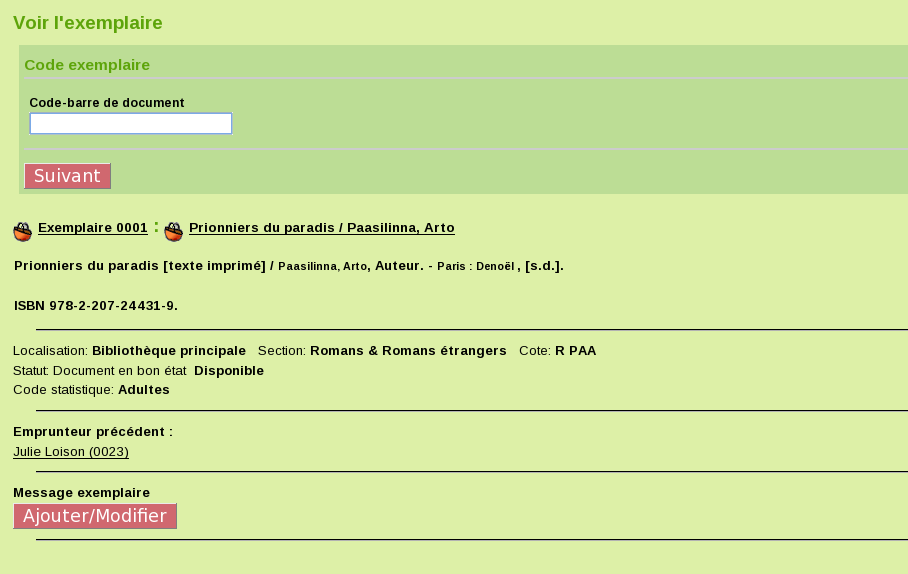 Voir l'exemplaire
Code exemplaire
Code-barre de document
Suivant
Exemplaire 0001 : Prionniers du paradis / Paasilinna, Arto
Prionniers du paradis [texte imprimé] / Paasilinna, Arto, Auteur. - Paris : Denoël , [s.d.].
ISBN 978-2-207-24431-9.
Localisation: Bibliothèque principale Section: Romans & Romans étrangers Cote: R PAA
Statut: Document en bon état Disponible
Code statistique: Adultes
Emprunteur précédent :
Julie Loison (0023)
Message exemplaire
Ajouter/Modifier